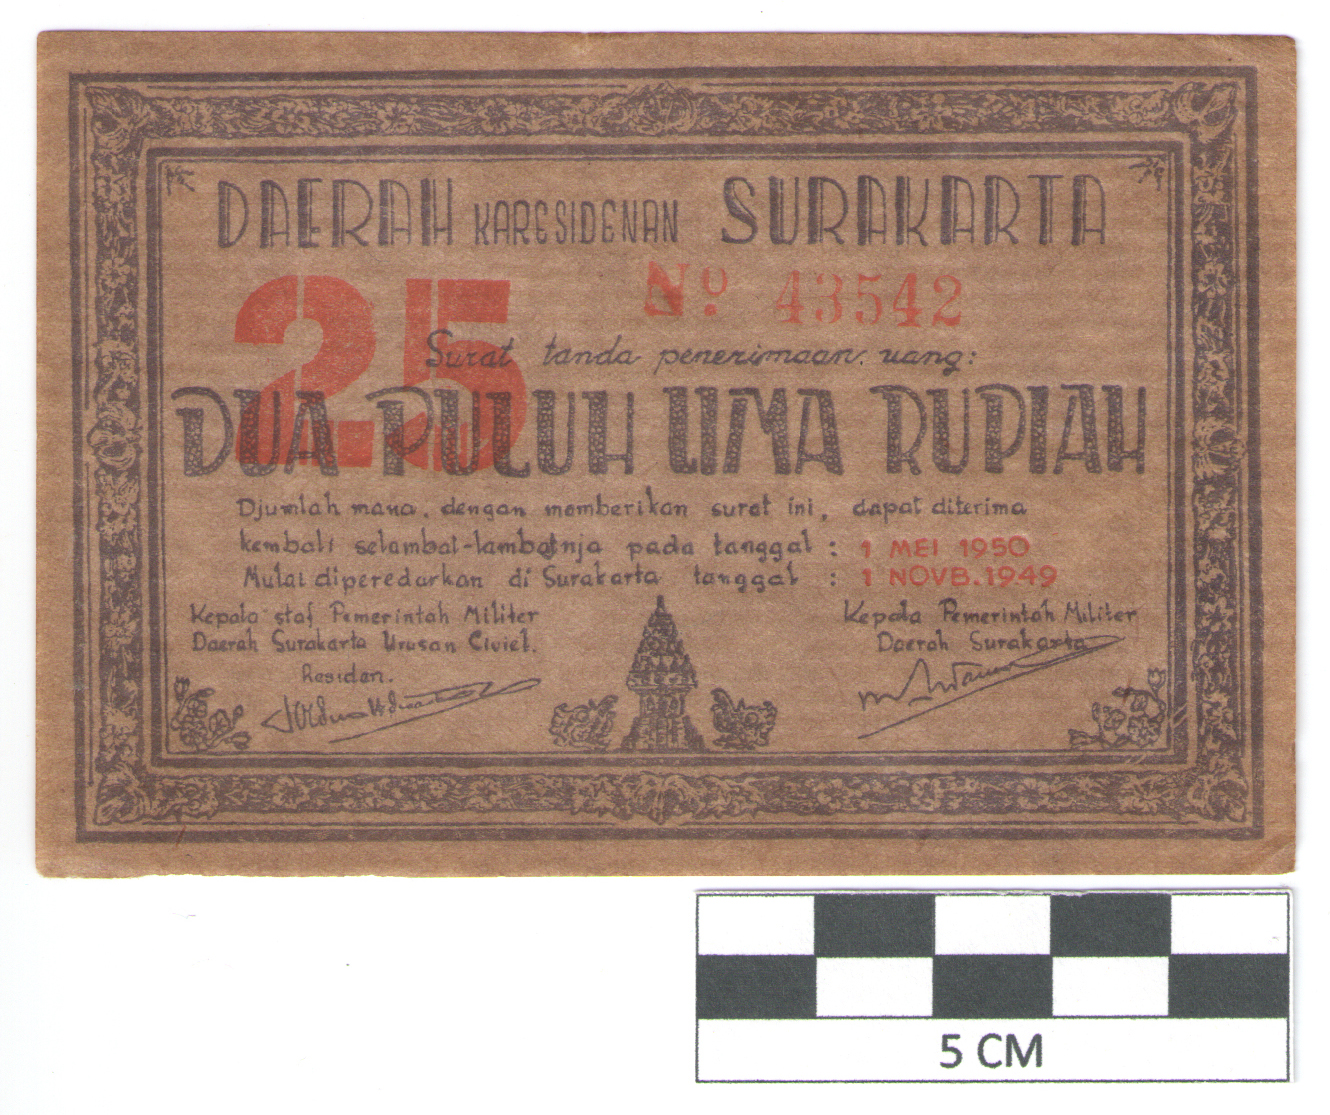 DAERAH KARESIDENAN SURAKARTA
25
No 43542
Surat tanda penerimaan uang:
DUA PULUH LIMA RUPIAH
Djumlah mana, dengan memberikan surat ini, dapat diterima
kembali selambat-lambatnja pada tanggal : 1 MEI 1950
Mulai diperedarkan di Surakarta tanggal : 1 NOVB. 1949
Kepala staf Pemerintah Militer
Daerah Surakarta Urusan Civiel.
Residen.
Kepala Pemerintah Militer
Daerah Surakarta
5 CM